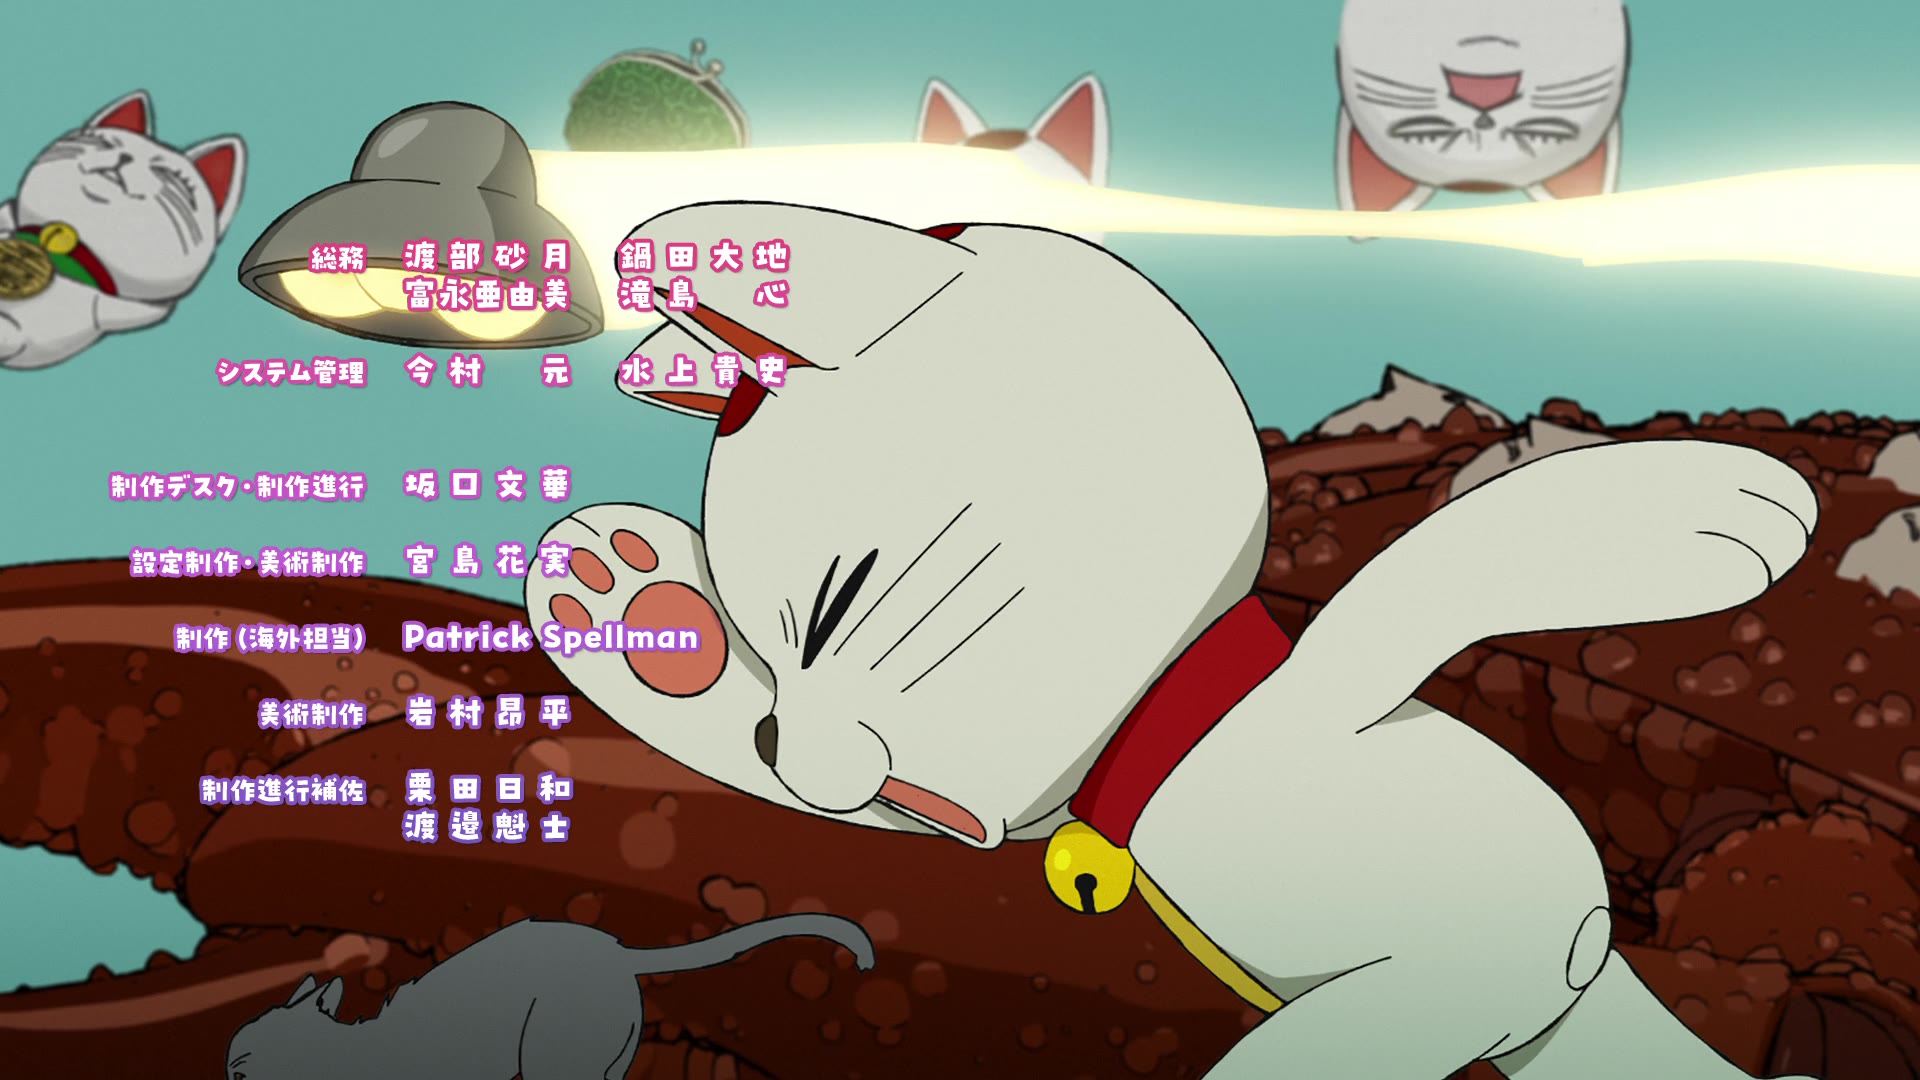 総務 渡部砂月 鍋田大地
富永亜由美 滝島 心
システム管理 今村 元 水上貴史
制作デスク・制作進行 坂口文華
設定制作・美術制作 宮島花実
制作(海外担当) Patrick Spellman
美術制作 岩村昂平
制作進行補佐 栗田日和
渡邉魁士